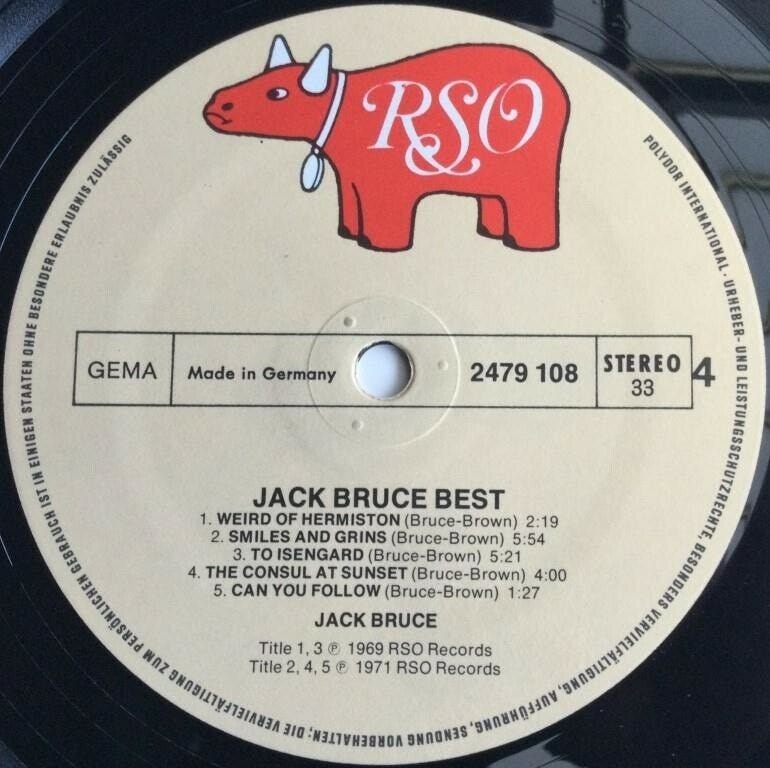 RSO
GEMA
Made in Germany
2479 108
STEREO
33
4
JACK BRUCE BEST
1. WEIRD OF HERMISTON (Bruce-Brown) 2:19
2. SMILES AND GRINS (Bruce-Brown) 5:54
3. TO ISENGARD (Bruce-Brown) 5:21
4. THE CONSUL AT SUNSET (Bruce-Brown) 4:00
5. CAN YOU FOLLOW (Bruce-Brown) 1:27
JACK BRUCE
Title 1, 3 ℗ 1969 RSO Records
Title 2, 4, 5 ℗ 1971 RSO Records
POLYDOR INTERNATIONAL · URHEBER- UND LEISTUNGSSCHUTZRECHTE, BESONDERS VERVIELFÄLTIGUNG, AUFFÜHRUNG, SENDUNG VORBEHALTEN; DIE VERVIELFÄLTIGUNG ZUM PERSÖNLICHEN GEBRAUCH IST IN EINIGEN STAATEN OHNE BESONDERE ERLAUBNIS ZULÄSSIG